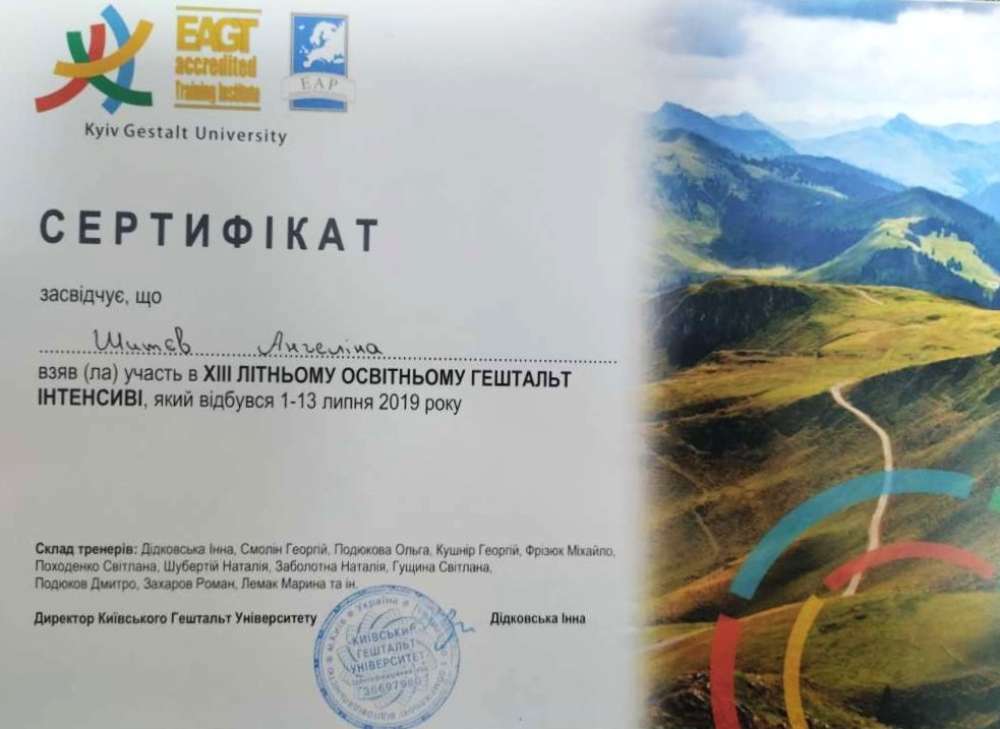 EAGT
accredited
Training Institute
EAP
Kyiv Gestalt University
СЕРТИФІКАТ
засвідчує, що
Шитєв Ангеліна
взяв (ла) участь в XIII ЛІТНЬОМУ ОСВІТНЬОМУ ГЕШТАЛЬТ
ІНТЕНСИВІ, який відбувся 1-13 липня 2019 року
Склад тренерів: Дідковська Інна, Смолін Георгій, Подюкова Ольга, Кушнір Георгій, Фрізюк Міхайло,
Походенко Світлана, Шубертій Наталія, Заболотна Наталія, Гущина Світлана,
Подюков Дмитро, Захаров Роман, Лемак Марина та ін.
Директор Київського Гештальт Університету Дідковська Інна
КИЇВСЬКИЙ
ГЕШТАЛЬТ
УНІВЕРСИТЕТ